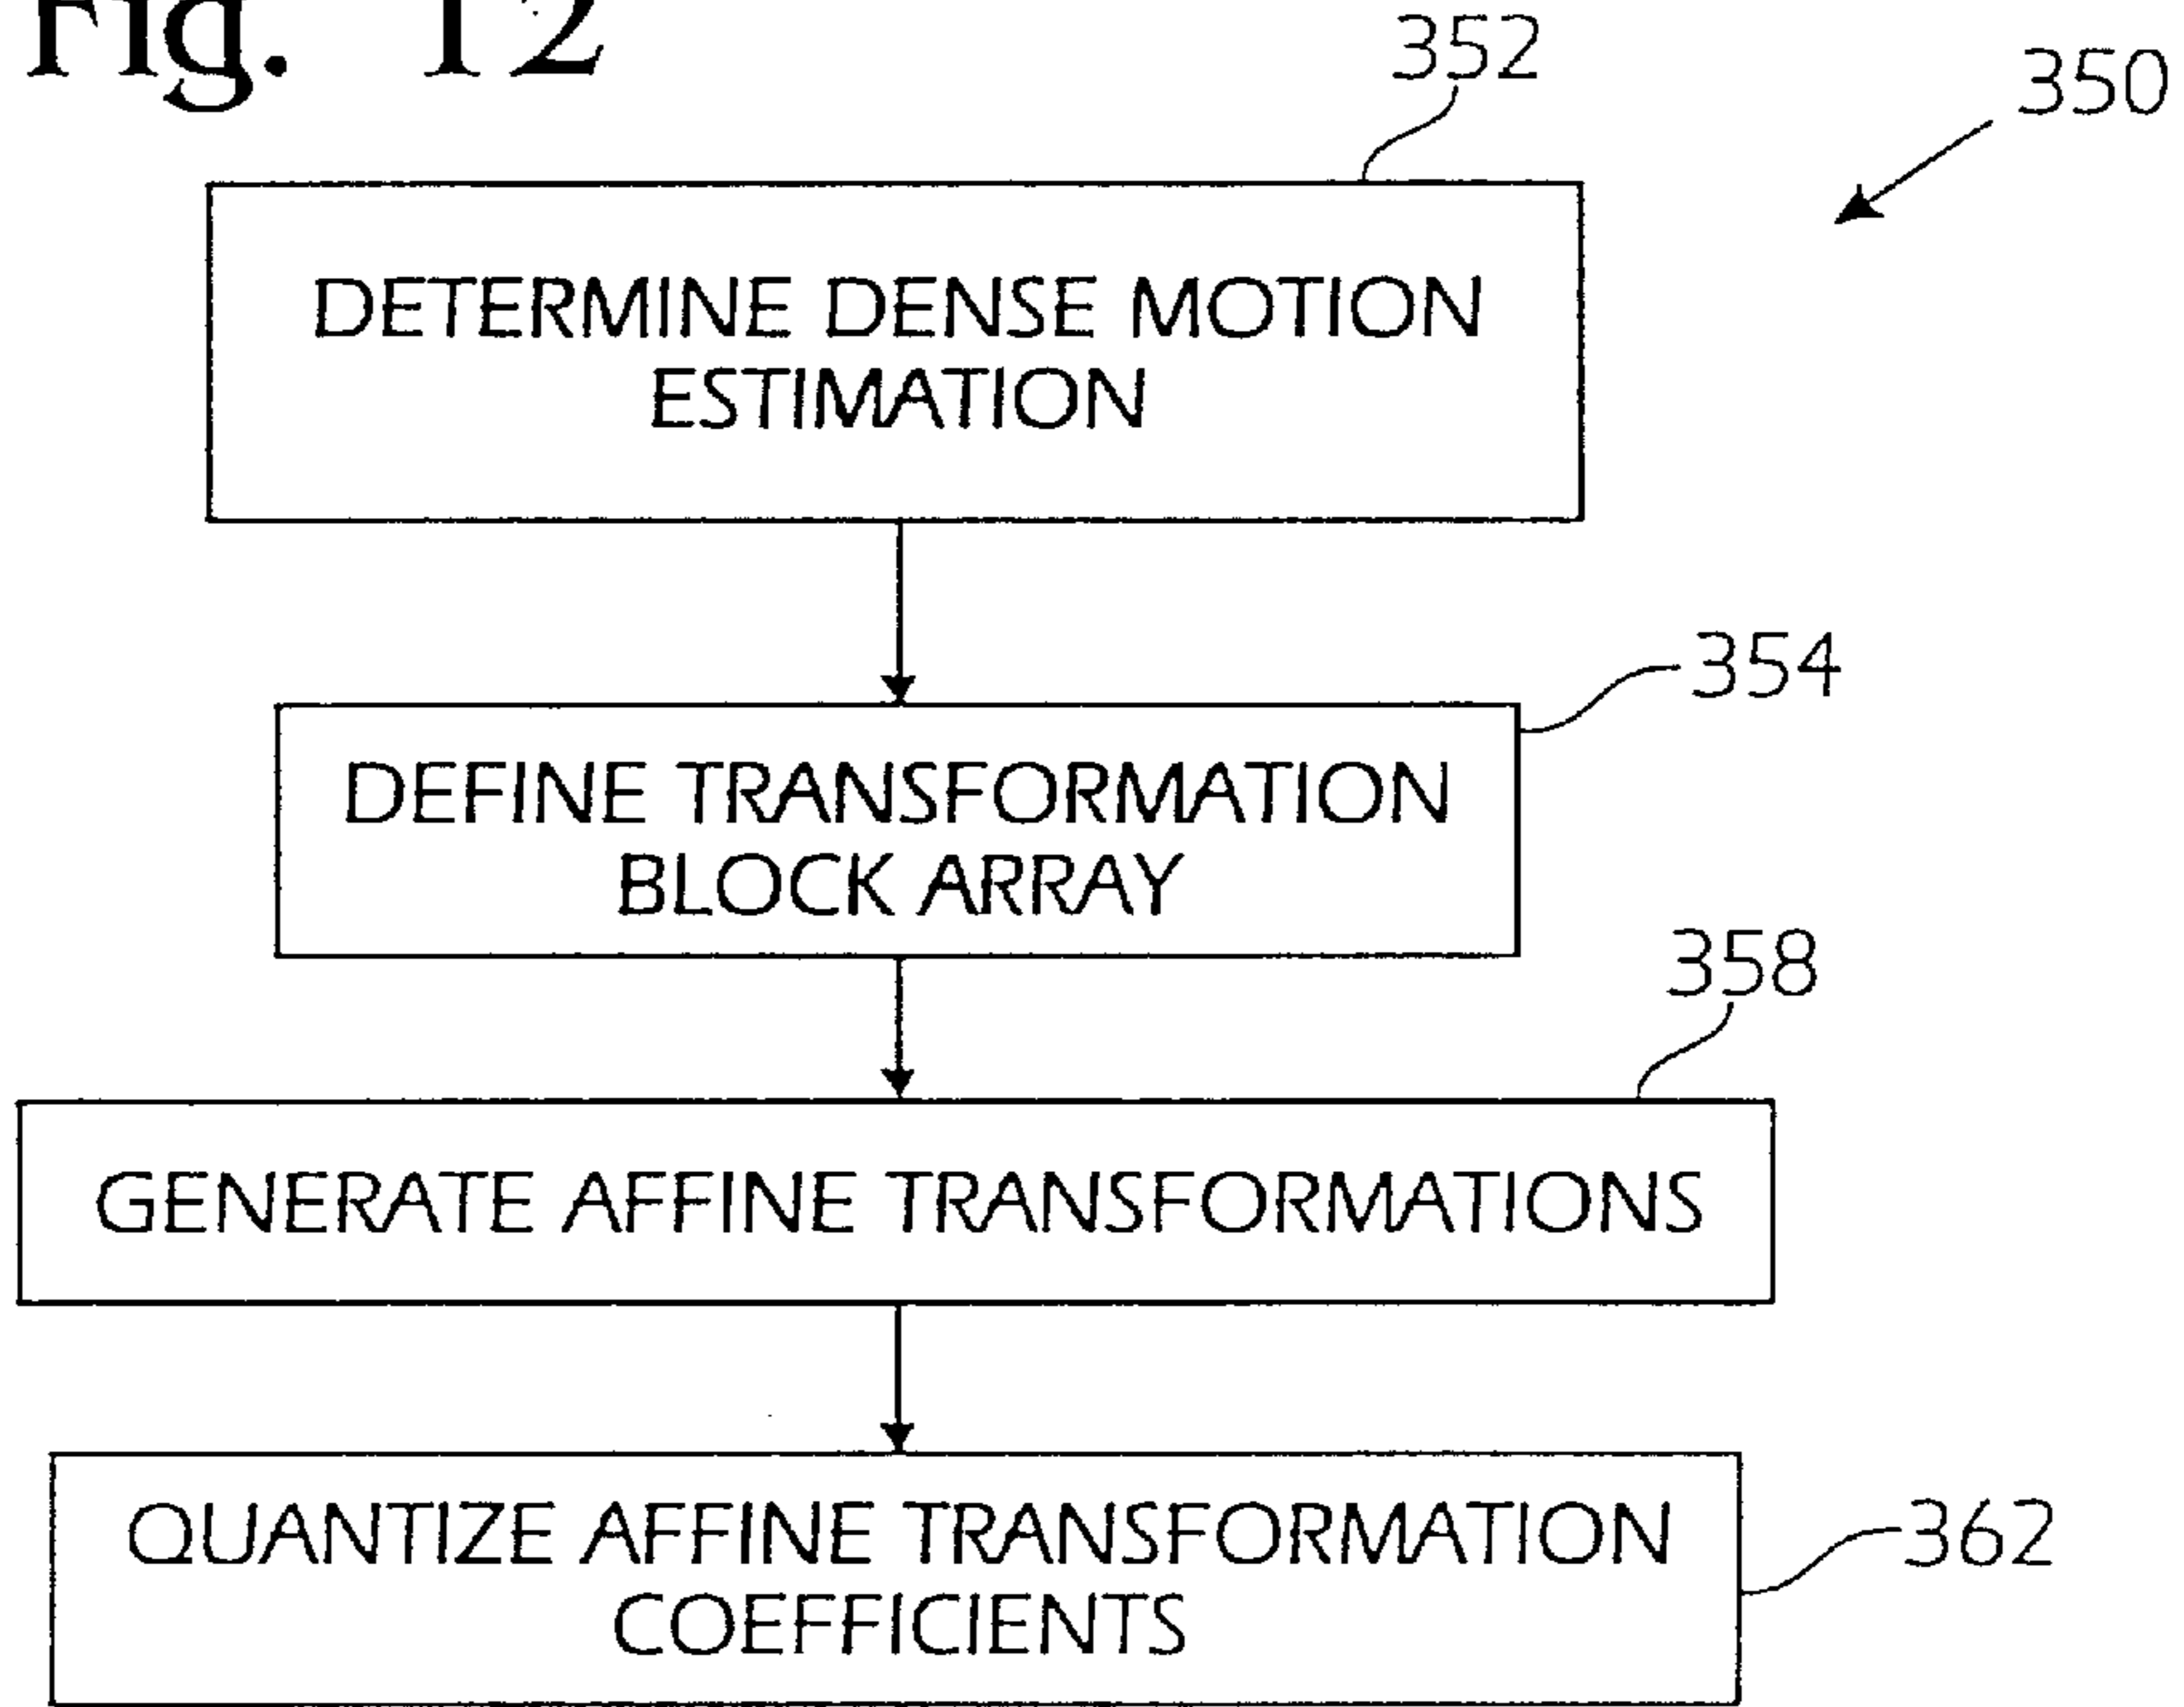 Fig. 12
352
350
DETERMINE DENSE MOTION
ESTIMATION
354
DEFINE TRANSFORMATION
BLOCK ARRAY
358
GENERATE AFFINE TRANSFORMATIONS
QUANTIZE AFFINE TRANSFORMATION
COEFFICIENTS
362